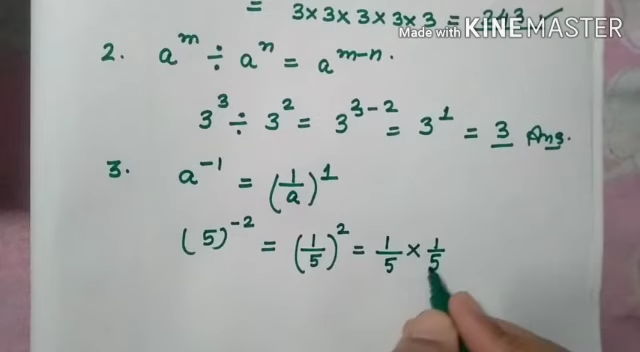 = 3 × 3 × 3 × 3 × 3 = 243 ✓
Made with KINEMASTER
2. a^m ÷ a^n = a^{m-n}.
3^3 ÷ 3^2 = 3^{3-2} = 3^1 = 3 Ans.
3. a^{-1} = (1/a)^1
(5)^{-2} = (1/5)^2 = 1/5 × 1/5